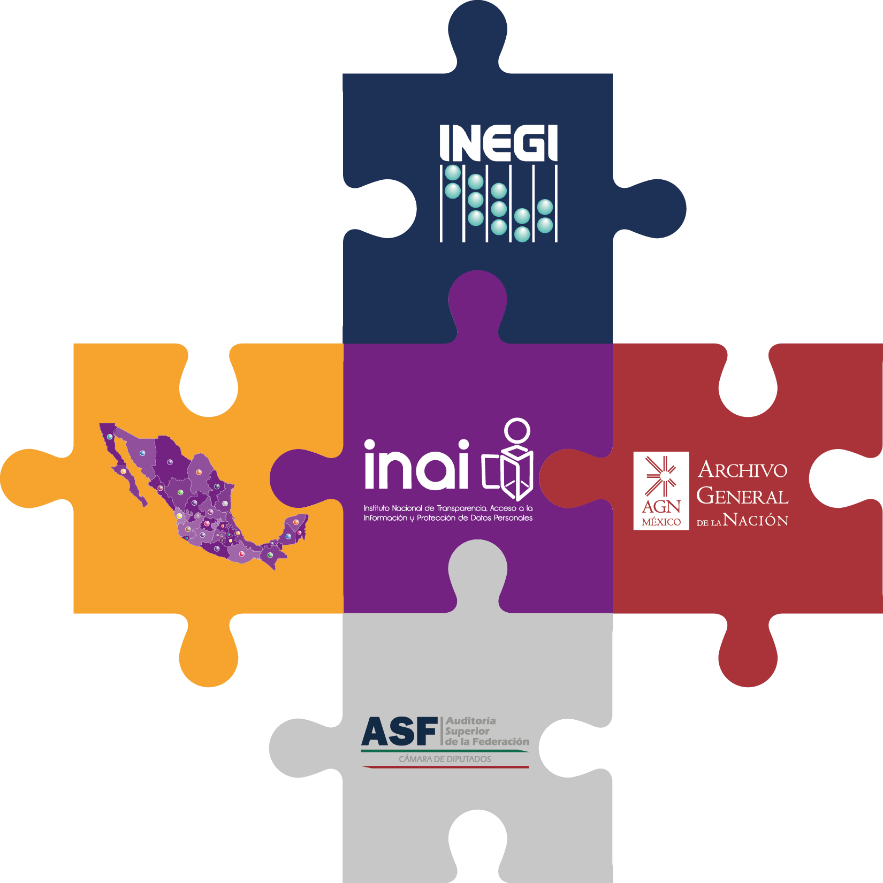 INEGI
inai
Instituto Nacional de Transparencia, Acceso a la
Información y Protección de Datos Personales
AGN
MÉXICO
ARCHIVO
GENERAL
DE LA NACIÓN
ASF
Auditoría
Superior
de la Federación
CÁMARA DE DIPUTADOS